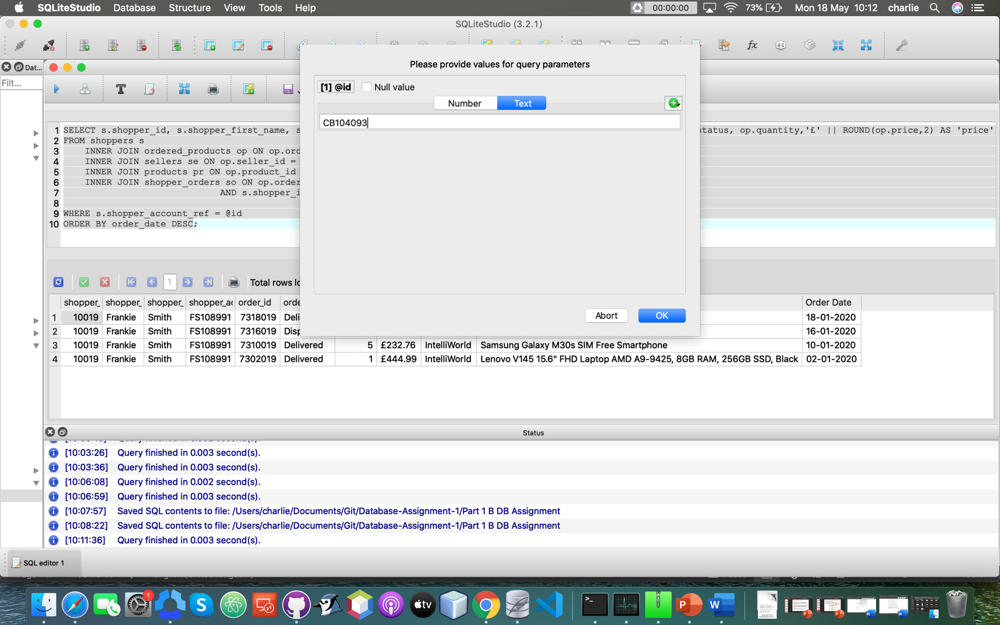 SQLiteStudio Database Structure View Tools Help 00:00:00 73% Mon 18 May 10:12 charlie
SQLiteStudio (3.2.1)
Dat...
Filt...
Please provide values for query parameters
[1] @id Null value
Number Text
CB104093
1 SELECT s.shopper_id, s.shopper_first_name, s
tatus, op.quantity,'£' || ROUND(op.price,2) AS 'price'
2 FROM shoppers s
3 INNER JOIN ordered_products op ON op.ord
4 INNER JOIN sellers se ON op.seller_id =
5 INNER JOIN products pr ON op.product_id
6 INNER JOIN shopper_orders so ON op.order
7 AND s.shopper_i
8
9 WHERE s.shopper_account_ref = @id
10 ORDER BY order_date DESC;
Abort OK
1 Total rows lo
shopper_ shopper_ shopper_ shopper_ac order_id orde Order Date
1 10019 Frankie Smith FS108991 7318019 Deli 18-01-2020
2 10019 Frankie Smith FS108991 7316019 Disp 16-01-2020
3 10019 Frankie Smith FS108991 7310019 Delivered 5 £232.76 IntelliWorld Samsung Galaxy M30s SIM Free Smartphone 10-01-2020
4 10019 Frankie Smith FS108991 7302019 Delivered 1 £444.99 IntelliWorld Lenovo V145 15.6" FHD Laptop AMD A9-9425, 8GB RAM, 256GB SSD, Black 02-01-2020
Status
[10:03:26] Query finished in 0.003 second(s).
[10:03:36] Query finished in 0.003 second(s).
[10:06:08] Query finished in 0.002 second(s).
[10:06:59] Query finished in 0.003 second(s).
[10:07:57] Saved SQL contents to file: /Users/charlie/Documents/Git/Database-Assignment-1/Part 1 B DB Assignment
[10:08:22] Saved SQL contents to file: /Users/charlie/Documents/Git/Database-Assignment-1/Part 1 B DB Assignment
[10:11:36] Query finished in 0.003 second(s).
SQL editor 1
1
tv
DOCX